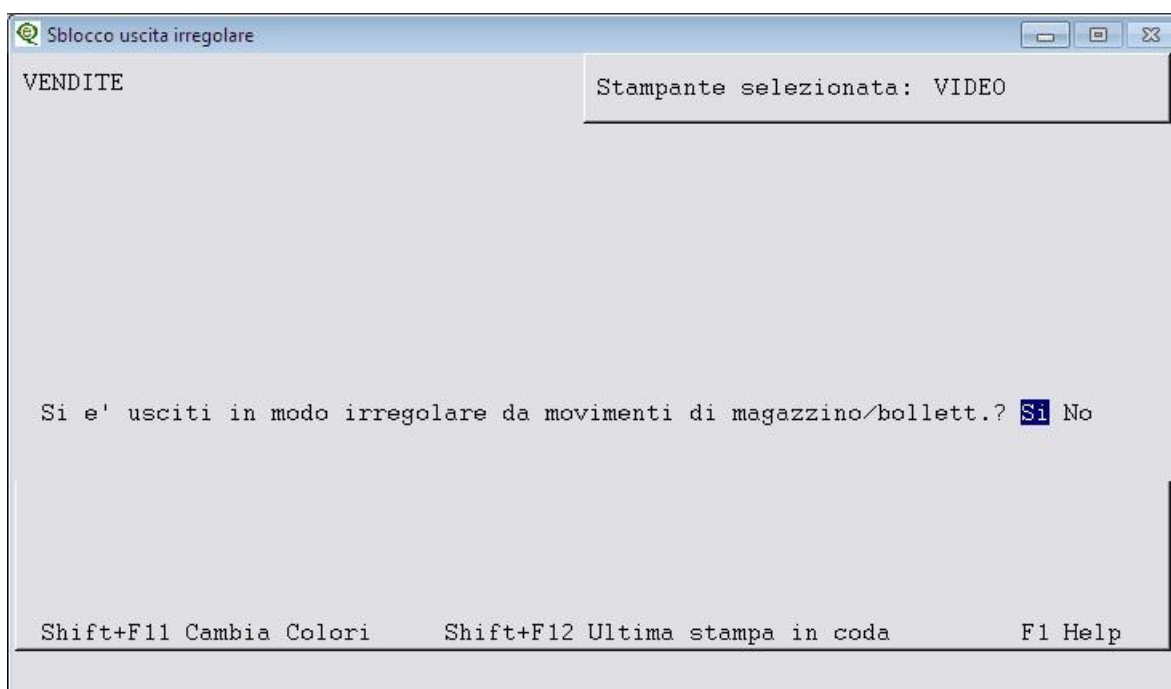 Sblocco uscita irregolare
VENDITE
Stampante selezionata: VIDEO
Si e' usciti in modo irregolare da movimenti di magazzino/bollett.? Si No
Shift+F11 Cambia Colori Shift+F12 Ultima stampa in coda F1 Help